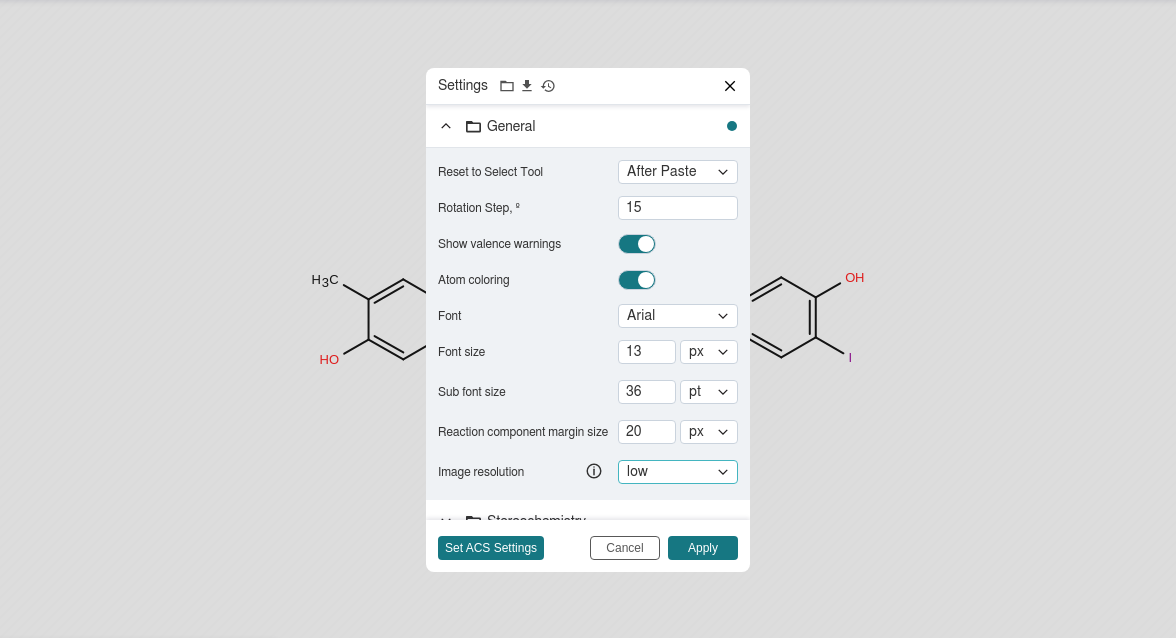 Settings
General
Reset to Select Tool After Paste
Rotation Step, º 15
Show valence warnings
Atom coloring
Font Arial
Font size 13 px
Sub font size 36 pt
Reaction component margin size 20 px
Image resolution low
Stereochemistry
Set ACS Settings Cancel Apply
H3C
HO
OH
I